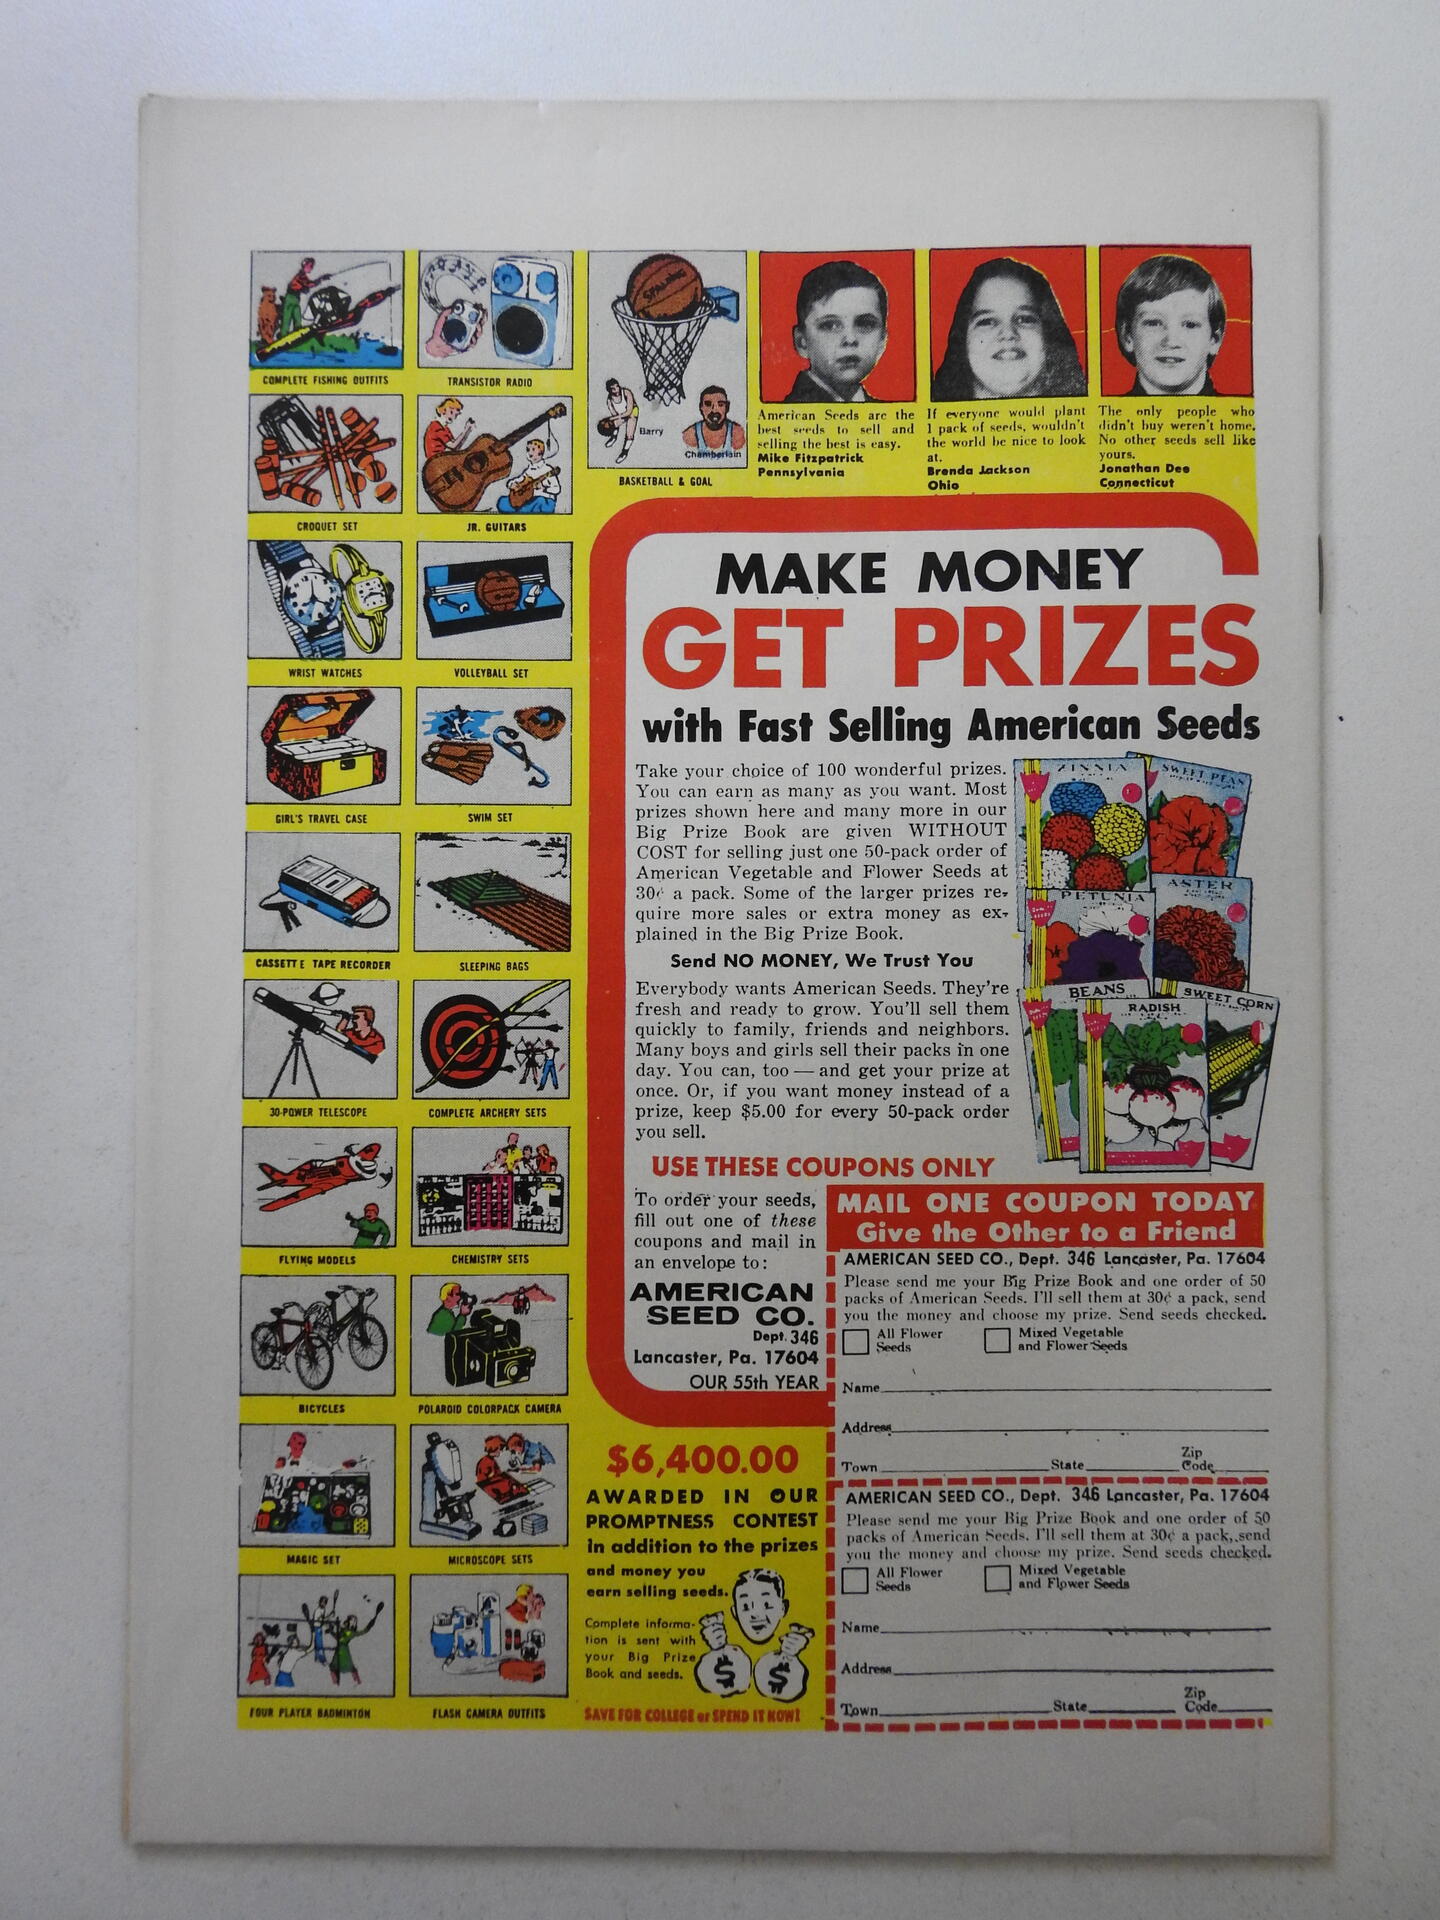 COMPLETE FISHING OUTFITS
TRANSISTOR RADIO
CROQUET SET
JR. GUITARS
WRIST WATCHES
VOLLEYBALL SET
GIRL'S TRAVEL CASE
SWIM SET
CASSETTE TAPE RECORDER
SLEEPING BAGS
30-POWER TELESCOPE
COMPLETE ARCHERY SETS
FLYING MODELS
CHEMISTRY SETS
BICYCLES
POLAROID COLORPACK CAMERA
MAGIC SET
MICROSCOPE SETS
FOUR PLAYER BADMINTON
FLASH CAMERA OUTFITS
SPALDING
Barry
Chamberlain
BASKETBALL & GOAL
American Seeds are the
best seeds to sell and
selling the best is easy.
Mike Fitzpatrick
Pennsylvania
If everyone would plant
1 pack of seeds, wouldn't
the world be nice to look
at.
Brenda Jackson
Ohio
The only people who
didn't buy weren't home.
No other seeds sell like
yours.
Jonathan Dee
Connecticut
MAKE MONEY
GET PRIZES
with Fast Selling American Seeds
Take your choice of 100 wonderful prizes.
You can earn as many as you want. Most
prizes shown here and many more in our
Big Prize Book are given WITHOUT
COST for selling just one 50-pack order of
American Vegetable and Flower Seeds at
30¢ a pack. Some of the larger prizes re-
quire more sales or extra money as ex-
plained in the Big Prize Book.
Send NO MONEY, We Trust You
Everybody wants American Seeds. They're
fresh and ready to grow. You'll sell them
quickly to family, friends and neighbors.
Many boys and girls sell their packs in one
day. You can, too — and get your prize at
once. Or, if you want money instead of a
prize, keep $5.00 for every 50-pack order
you sell.
ZINNIA
SWEET PEAS
PETUNIA
ASTER
BEANS
RADISH
SWEET CORN
USE THESE COUPONS ONLY
To order your seeds,
fill out one of these
coupons and mail in
an envelope to:
AMERICAN
SEED CO.
Dept. 346
Lancaster, Pa. 17604
OUR 55th YEAR
MAIL ONE COUPON TODAY
Give the Other to a Friend
AMERICAN SEED CO., Dept. 346 Lancaster, Pa. 17604
Please send me your Big Prize Book and one order of 50
packs of American Seeds. I'll sell them at 30¢ a pack, send
you the money and choose my prize. Send seeds checked.
All Flower
Seeds
Mixed Vegetable
and Flower Seeds
Name
Address
Town State Zip Code
AMERICAN SEED CO., Dept. 346 Lancaster, Pa. 17604
Please send me your Big Prize Book and one order of 50
packs of American Seeds. I'll sell them at 30¢ a pack, send
you the money and choose my prize. Send seeds checked.
All Flower
Seeds
Mixed Vegetable
and Flower Seeds
Name
Address
Town State Zip Code
$6,400.00
AWARDED IN OUR
PROMPTNESS CONTEST
in addition to the prizes
and money you
earn selling seeds.
Complete informa-
tion is sent with
your Big Prize
Book and seeds.
$ $
SAVE FOR COLLEGE or SPEND IT NOW!